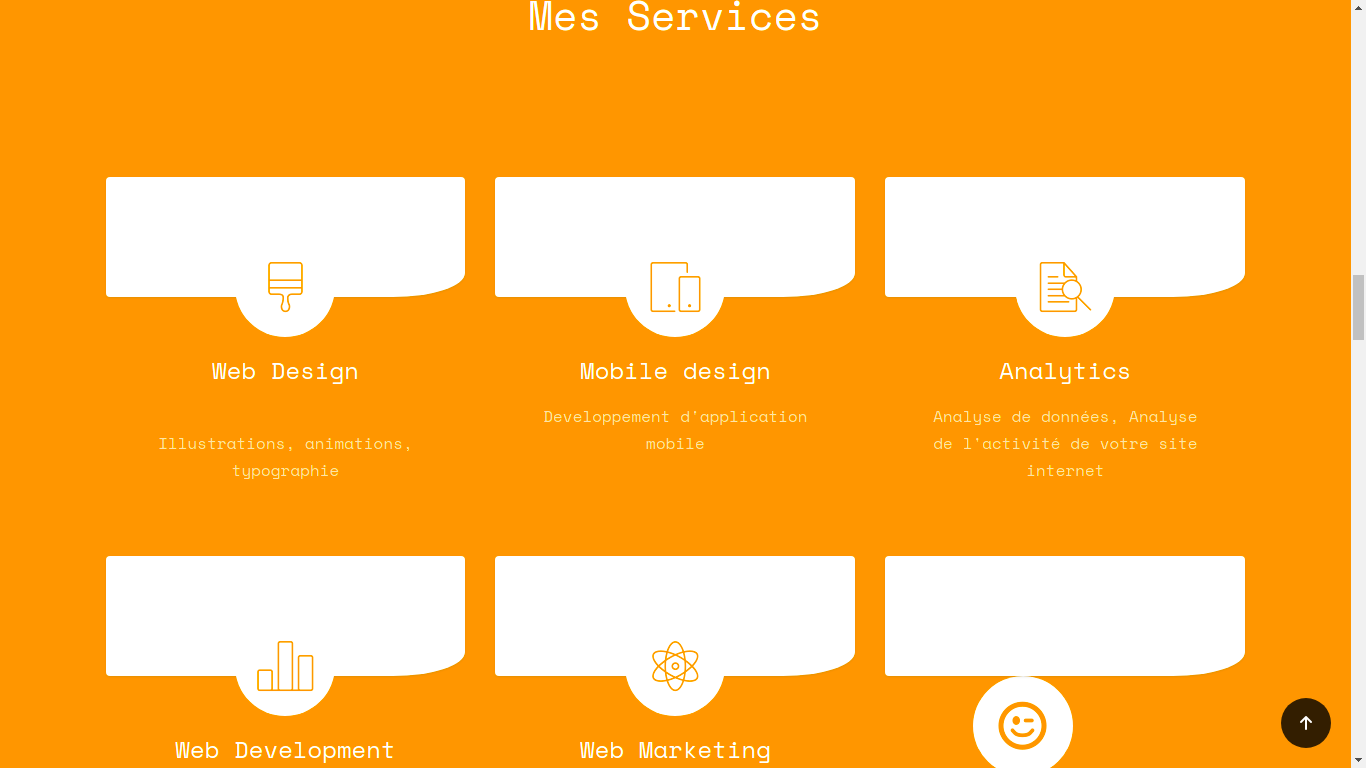 Mes Services
Web Design
Mobile design
Analytics
Illustrations, animations,
typographie
Developpement d'application
mobile
Analyse de données, Analyse
de l'activité de votre site
internet
Web Development
Web Marketing